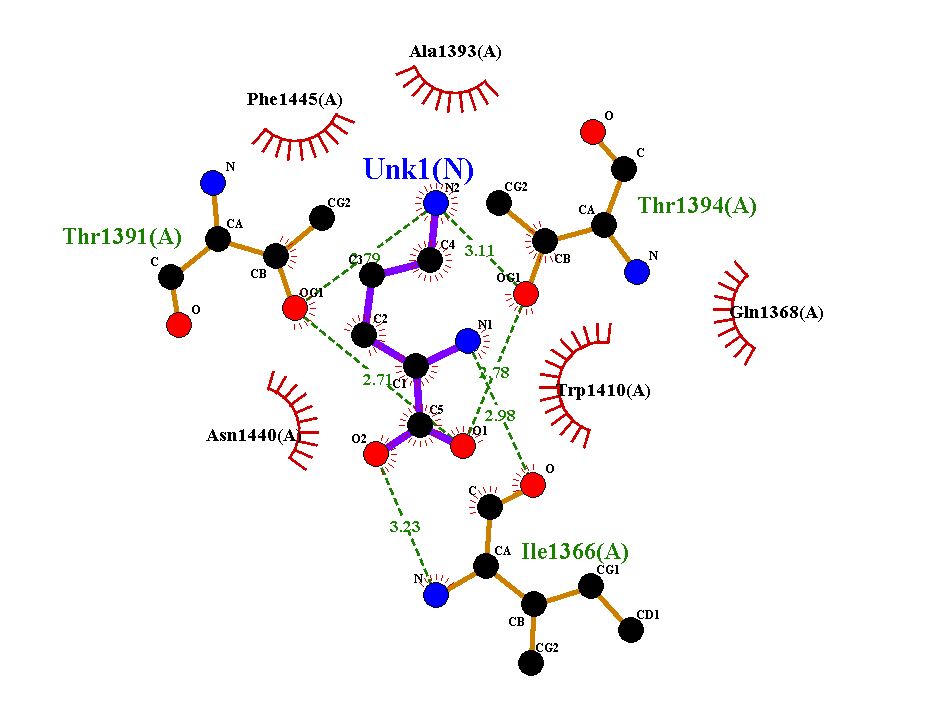 Ala1393(A)
Phe1445(A)
O
Unk1(N)
N
C
N2
CG2
CG2
Thr1394(A)
CA
Thr1391(A)
CA
C4
3.11
CB
N
C3
2.79
CB
C
OG1
OG1
O
Gln1368(A)
C2
N1
2.71
2.78
C1
Trp1410(A)
C5
2.98
Asn1440(A)
O2
O1
O
C
3.23
CA
Ile1366(A)
CG1
N
CB
CD1
CG2